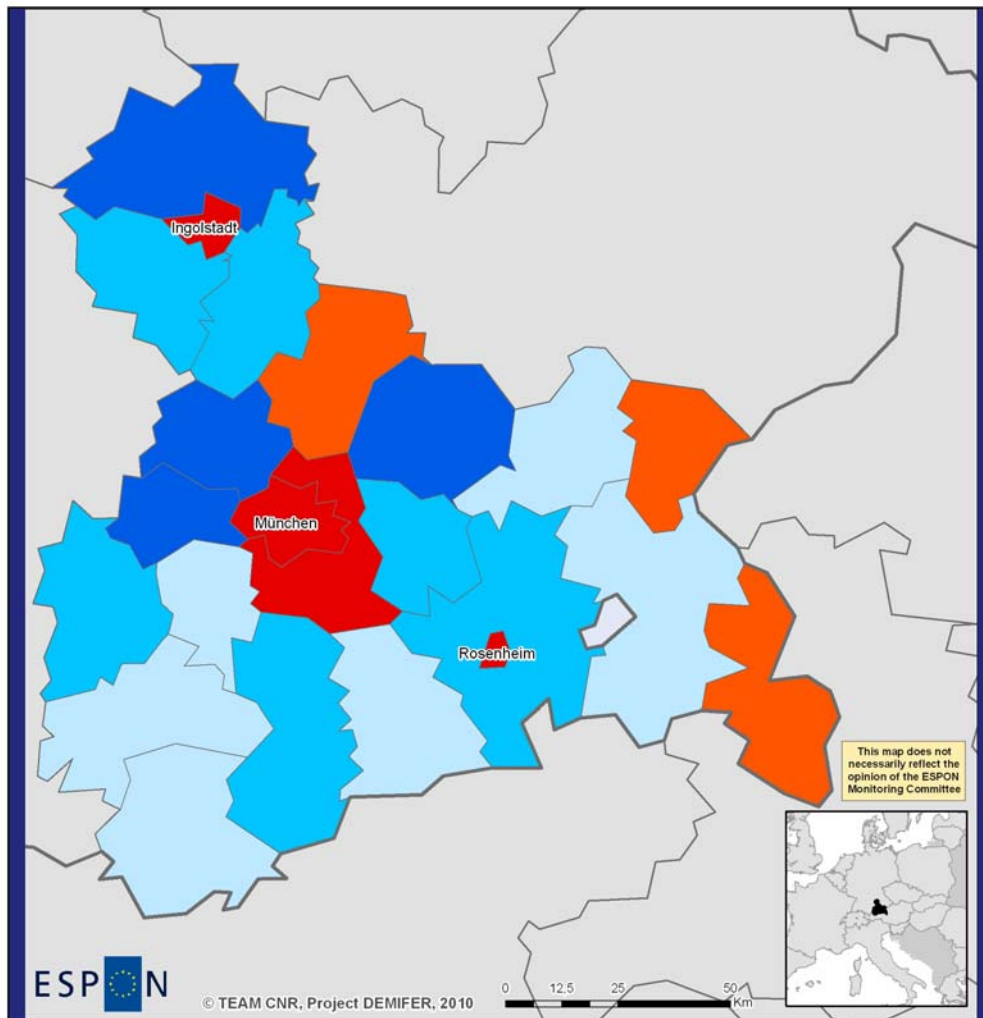 Ingolstadt
München
Rosenheim
This map does not
necessarily reflect the
opinion of the ESPON
Monitoring Committee
ESPON
© TEAM CNR, Project DEMIFER, 2010
0 12,5 25 50
Km